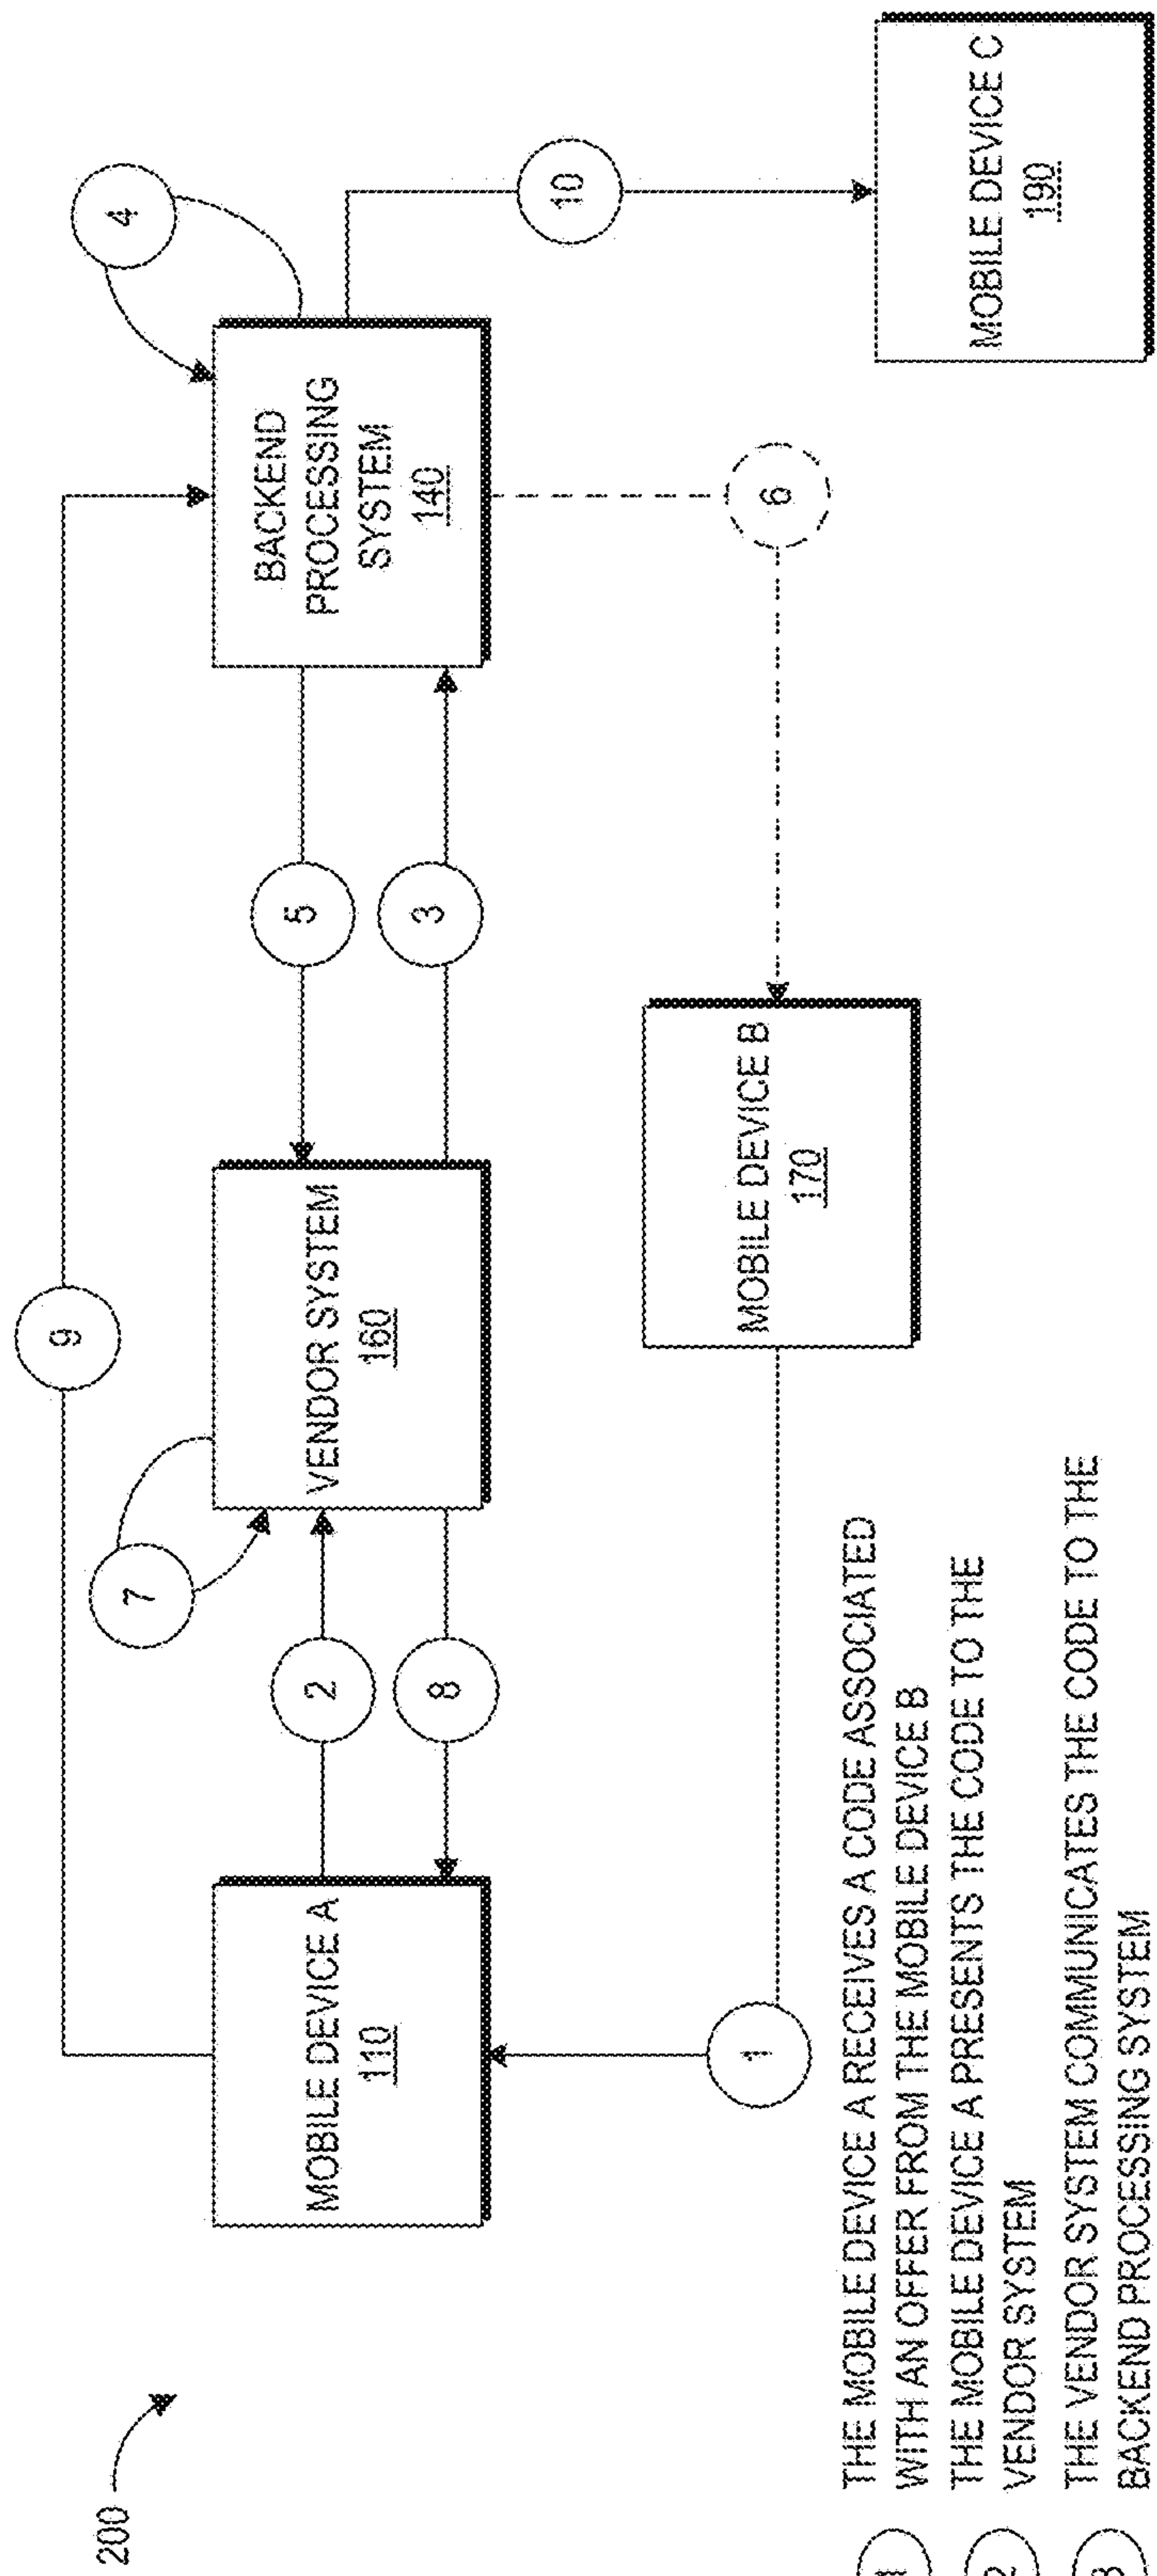 200
9
7
4
MOBILE DEVICE A
110
2
8
VENDOR SYSTEM
160
5
3
BACKEND
PROCESSING
SYSTEM
140
10
1
MOBILE DEVICE B
170
6
MOBILE DEVICE C
190
1
THE MOBILE DEVICE A RECEIVES A CODE ASSOCIATED
WITH AN OFFER FROM THE MOBILE DEVICE B
2
THE MOBILE DEVICE A PRESENTS THE CODE TO THE
VENDOR SYSTEM
3
THE VENDOR SYSTEM COMMUNICATES THE CODE TO THE
BACKEND PROCESSING SYSTEM